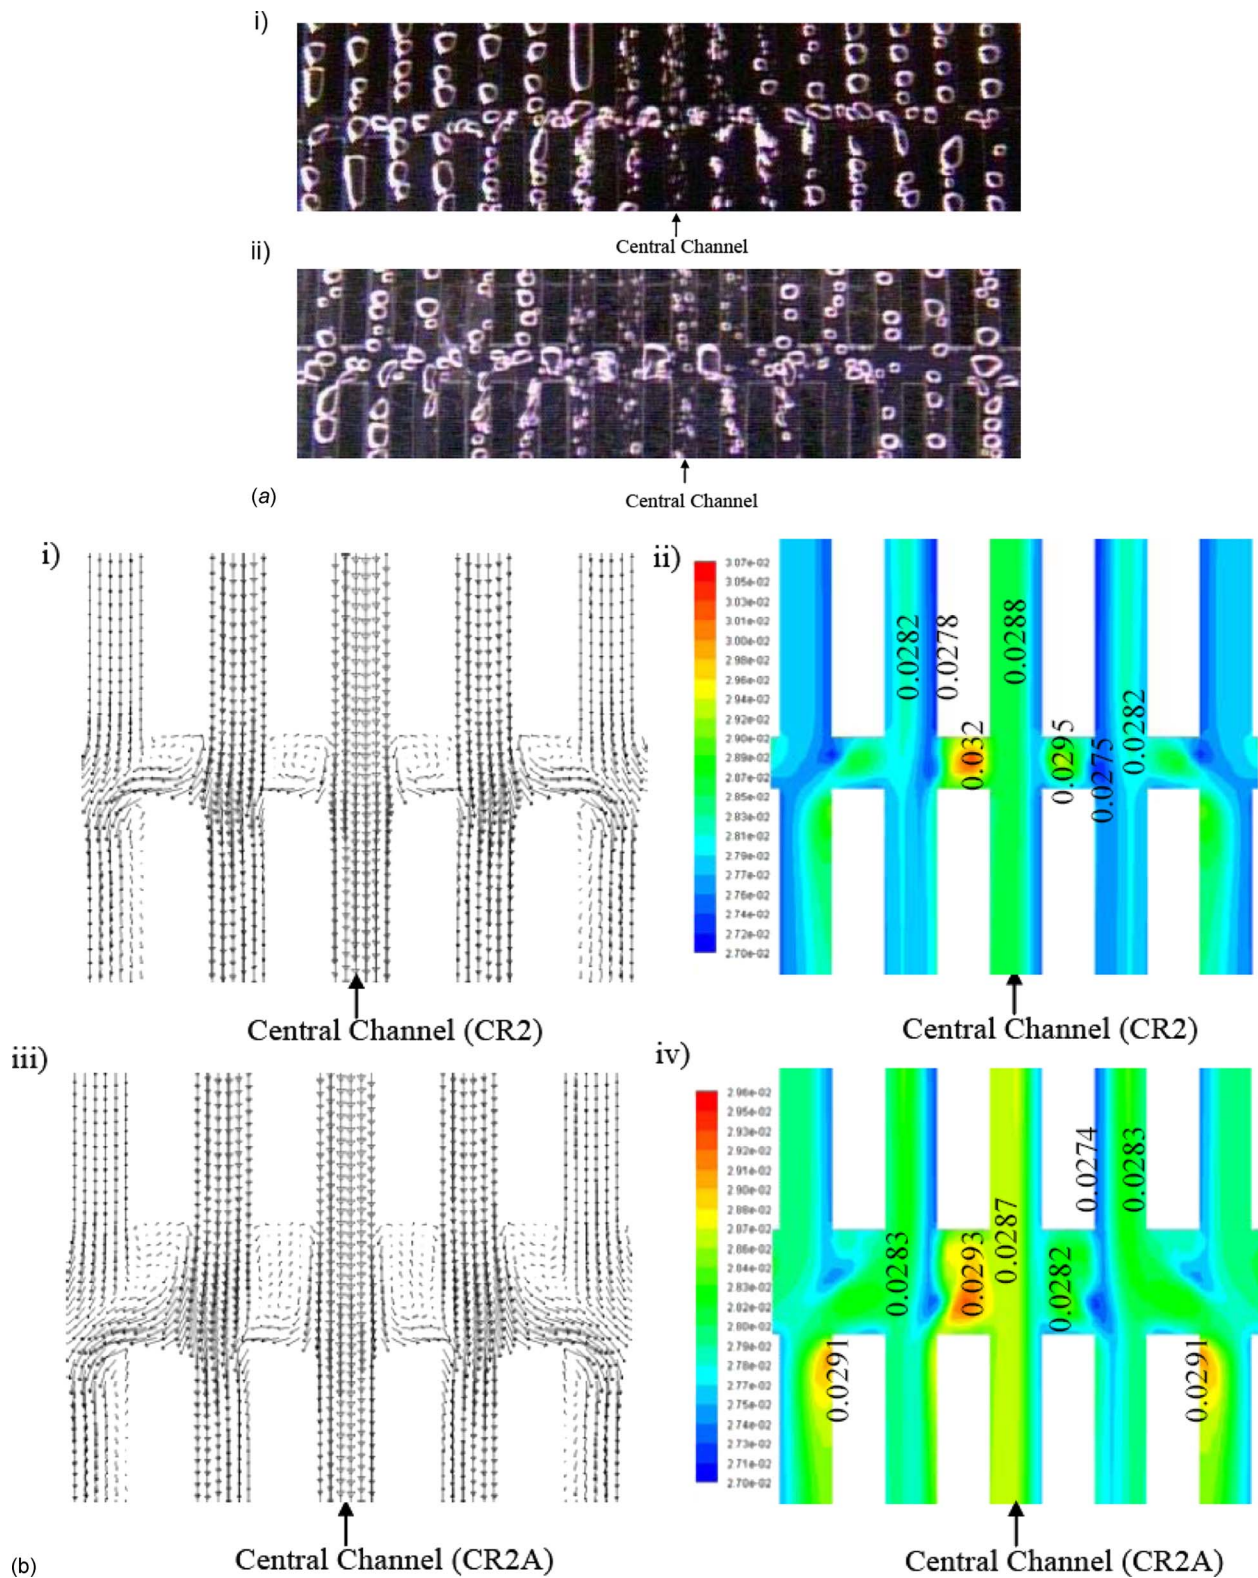 i)
Central Channel
ii)
Central Channel
(a)
i)
Central Channel (CR2)
ii)
3.07e-02
3.05e-02
3.03e-02
3.01e-02
3.00e-02
2.98e-02
2.96e-02
2.94e-02
2.92e-02
2.90e-02
2.89e-02
2.87e-02
2.85e-02
2.83e-02
2.81e-02
2.79e-02
2.77e-02
2.76e-02
2.74e-02
2.72e-02
2.70e-02
0.0282
0.0278
0.032
0.0288
0.0295
0.0275
0.0282
Central Channel (CR2)
iii)
Central Channel (CR2A)
iv)
2.96e-02
2.95e-02
2.93e-02
2.91e-02
2.90e-02
2.88e-02
2.87e-02
2.86e-02
2.84e-02
2.83e-02
2.82e-02
2.80e-02
2.79e-02
2.78e-02
2.77e-02
2.75e-02
2.74e-02
2.73e-02
2.71e-02
2.70e-02
0.0291
0.0283
0.0293
0.0287
0.0282
0.0274
0.0283
0.0291
Central Channel (CR2A)
(b)